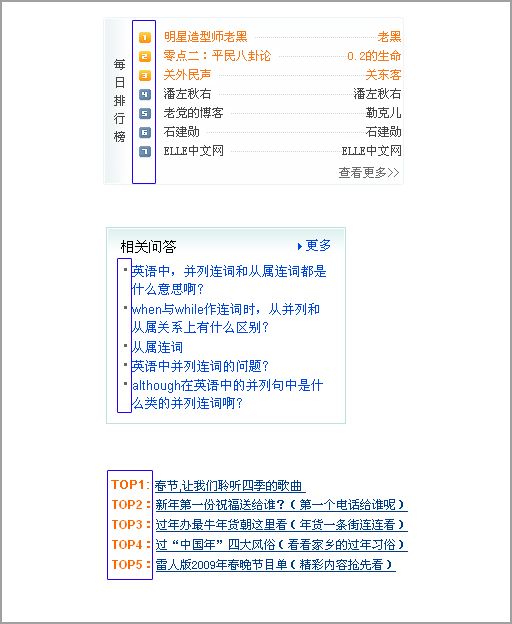 每日排行榜
1 明星造型师老黑 老黑
2 零点二：平民八卦论 0.2的生命
3 关外民声 关东客
4 潘左秋右 潘左秋右
5 老党的博客 勒克儿
6 石建勋 石建勋
7 ELLE中文网 ELLE中文网
查看更多>>
相关问答 更多
英语中，并列连词和从属连词都是
什么意思啊？
when与while作连词时，从并列和
从属关系上有什么区别？
从属连词
英语中并列连词的问题？
although在英语中的并列句中是什
么类的并列连词啊？
TOP1: 春节,让我们聆听四季的歌曲
TOP2： 新年第一份祝福送给谁？（第一个电话给谁呢）
TOP3： 过年办最牛年货朝这里看（年货一条街连连看）
TOP4： 过“中国年”四大风俗（看看家乡的过年习俗）
TOP5： 雷人版2009年春晚节目单（精彩内容抢先看）